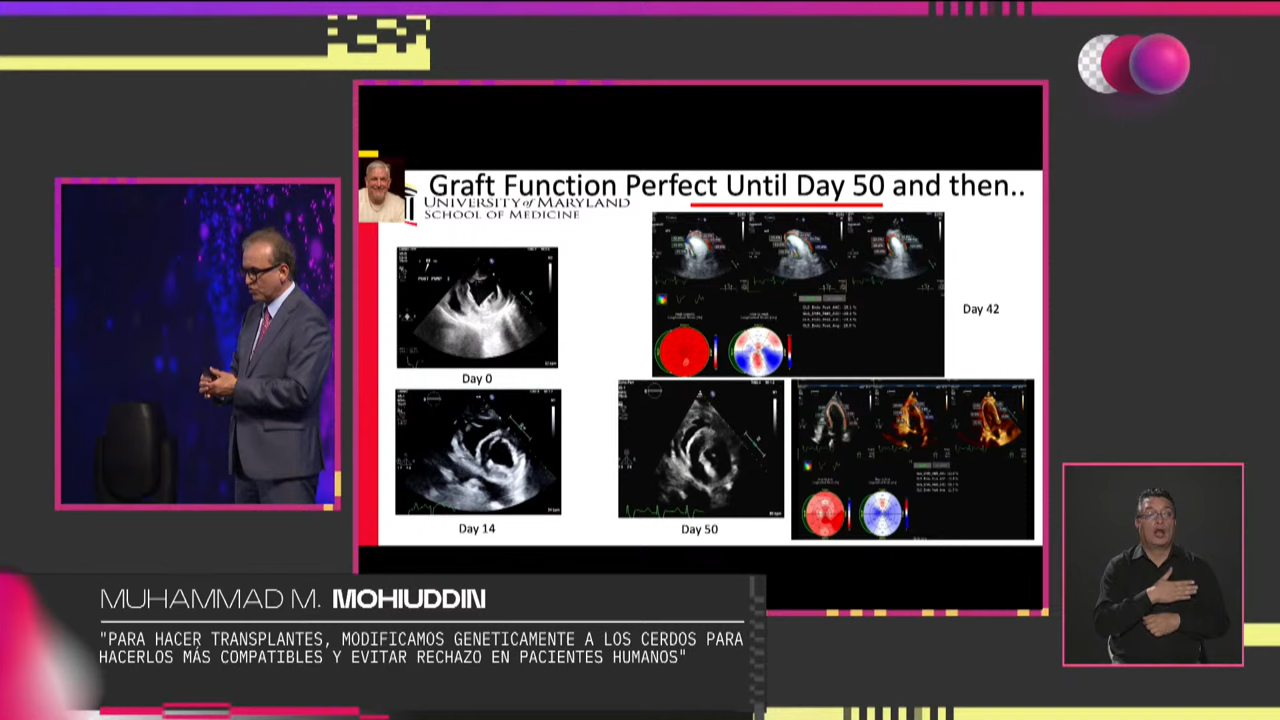 Graft Function Perfect Until Day 50 and then..
UNIVERSITY of MARYLAND
SCHOOL OF MEDICINE
Day 42
Day 0
Day 14
Day 50
MUHAMMAD M. MOHIUDDIN
"PARA HACER TRANSPLANTES, MODIFICAMOS GENETICAMENTE A LOS CERDOS PARA
HACERLOS MÁS COMPATIBLES Y EVITAR RECHAZO EN PACIENTES HUMANOS"